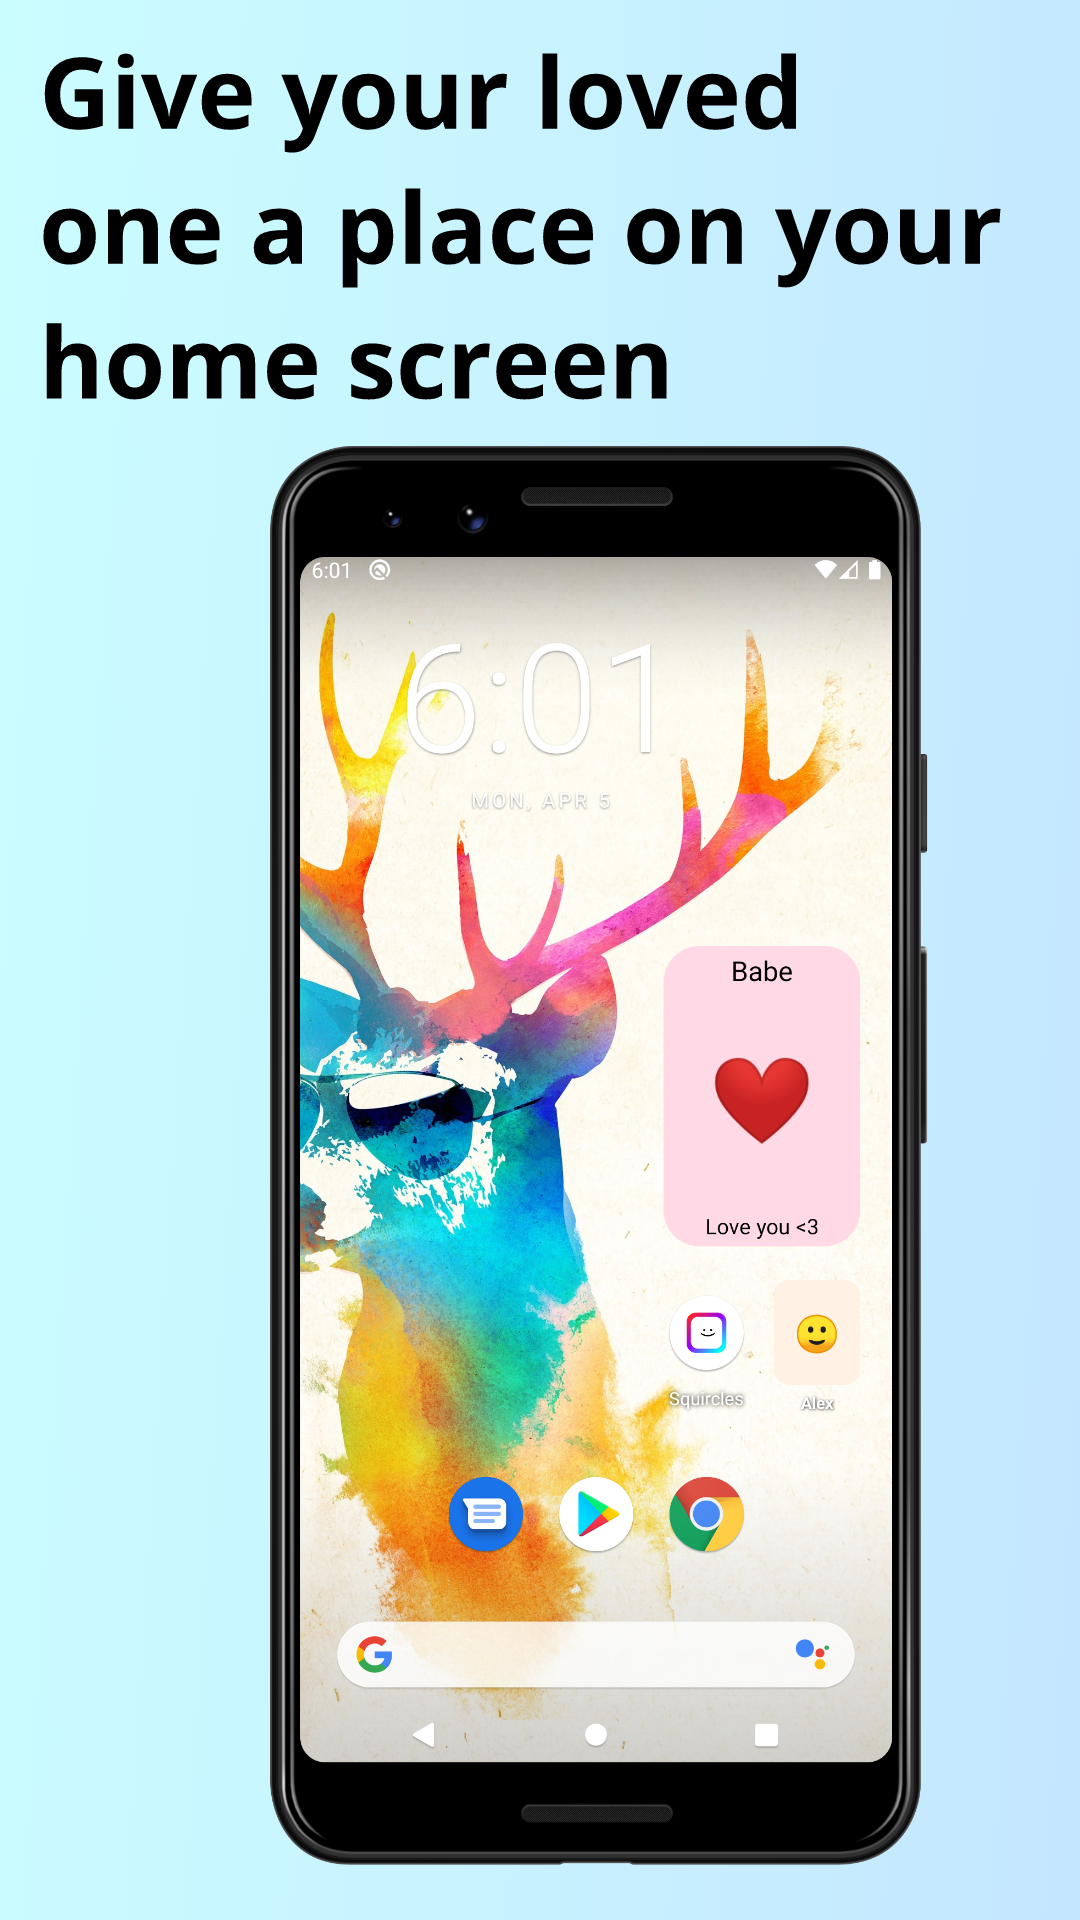 Give your loved
one a place on your
home screen
6:01
6:01
MON, APR 5
Babe
Love you <3
Squircles
Alex